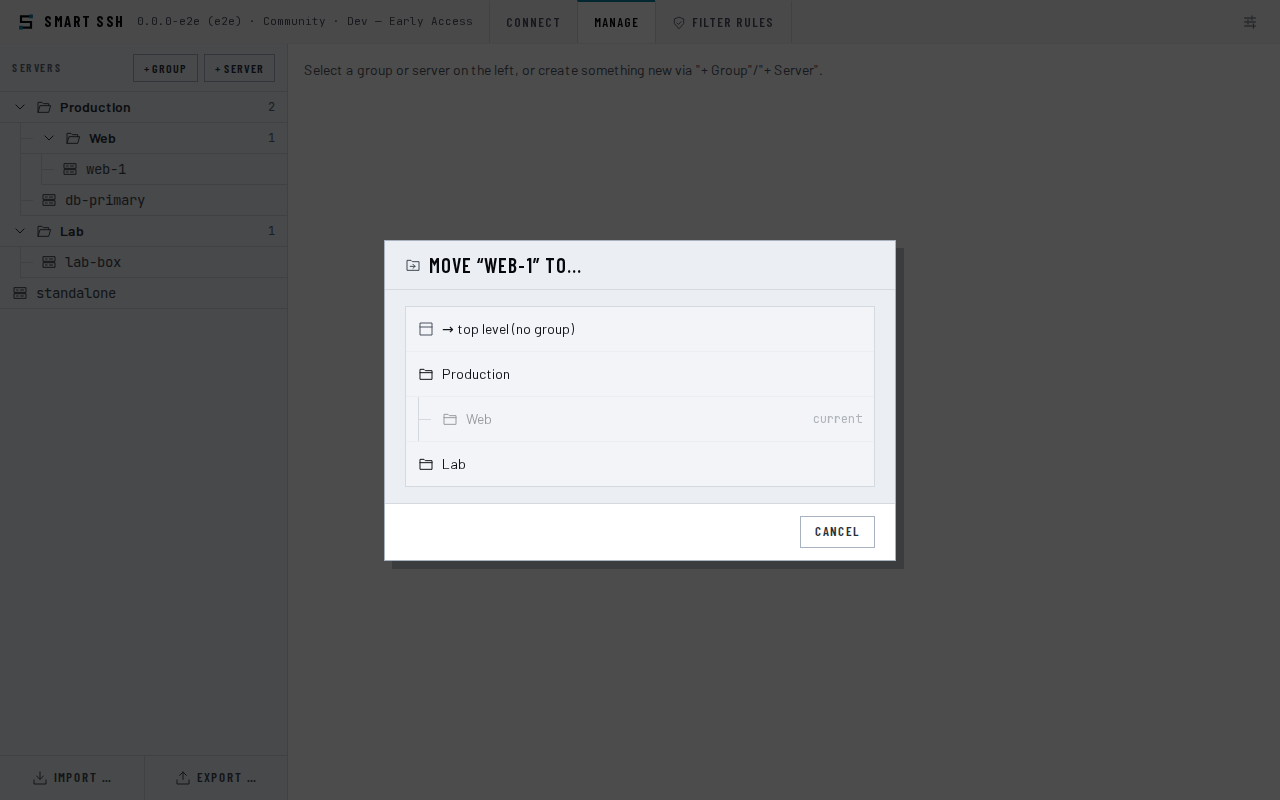 SMART SSH 0.0.0-e2e (e2e) · Community · Dev — Early Access CONNECT MANAGE FILTER RULES
SERVERS + GROUP + SERVER
Select a group or server on the left, or create something new via "+ Group"/"+ Server".
Production 2
Web 1
web-1
db-primary
Lab 1
lab-box
standalone
MOVE “WEB-1” TO…
→ top level (no group)
Production
Web current
Lab
CANCEL
IMPORT … EXPORT …